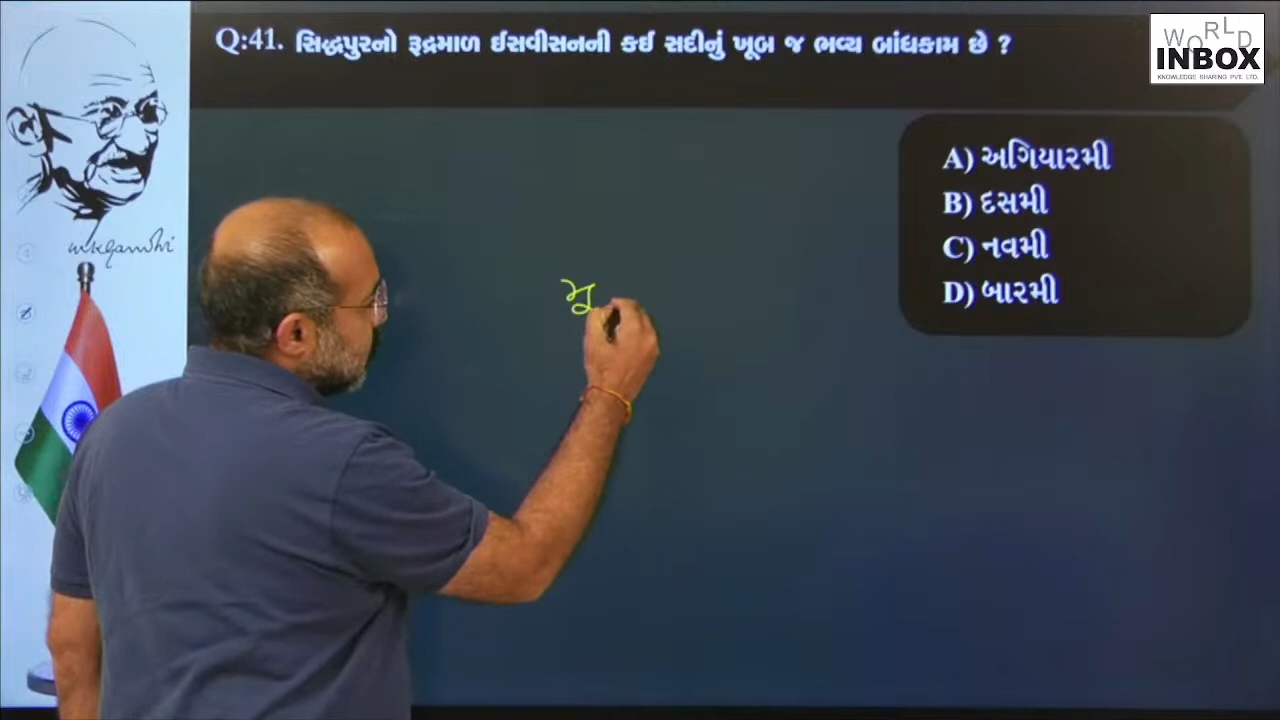 Q:41. સિદ્ધપુરનો રૂદ્રમાળ ઈસવીસનની કઈ સદીનું ખૂબ જ ભવ્ય બાંધકામ છે ?
WORLD
INBOX
KNOWLEDGE SHARING PVT. LTD.
A) અગિયારમી
B) દસમી
C) નવમી
D) બારમી
mkgandhi
મૂ